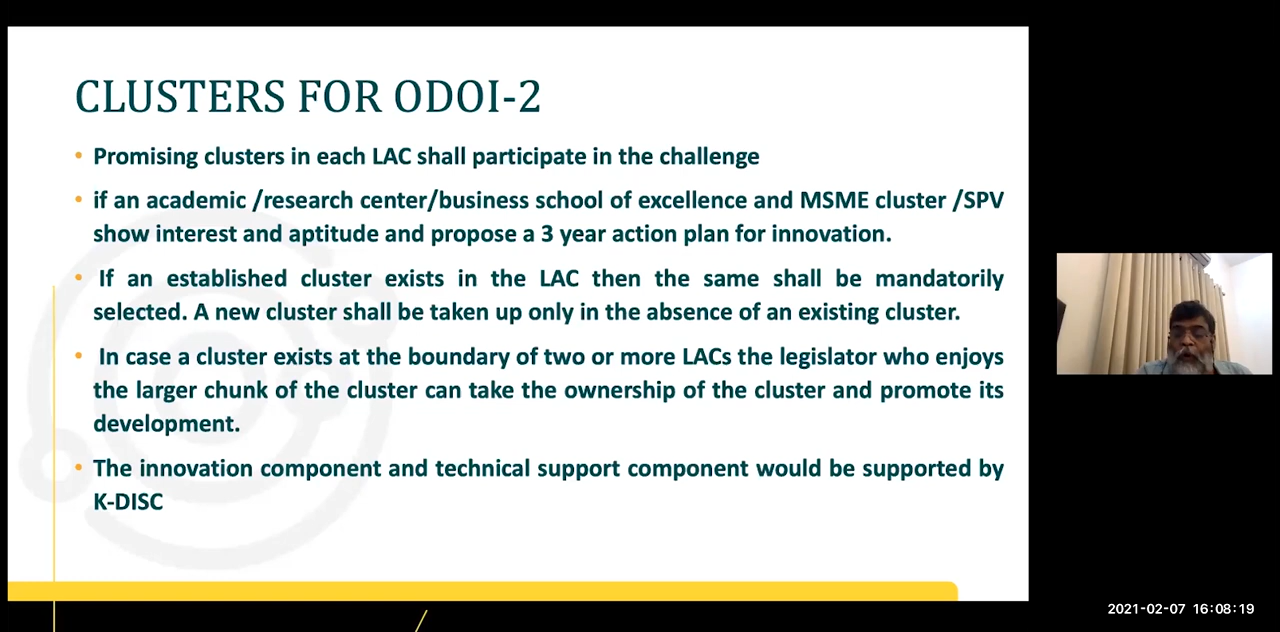 CLUSTERS FOR ODOI-2
• Promising clusters in each LAC shall participate in the challenge
• if an academic /research center/business school of excellence and MSME cluster /SPV
show interest and aptitude and propose a 3 year action plan for innovation.
• If an established cluster exists in the LAC then the same shall be mandatorily
selected. A new cluster shall be taken up only in the absence of an existing cluster.
• In case a cluster exists at the boundary of two or more LACs the legislator who enjoys
the larger chunk of the cluster can take the ownership of the cluster and promote its
development.
• The innovation component and technical support component would be supported by
K-DISC
2021-02-07 16:08:19